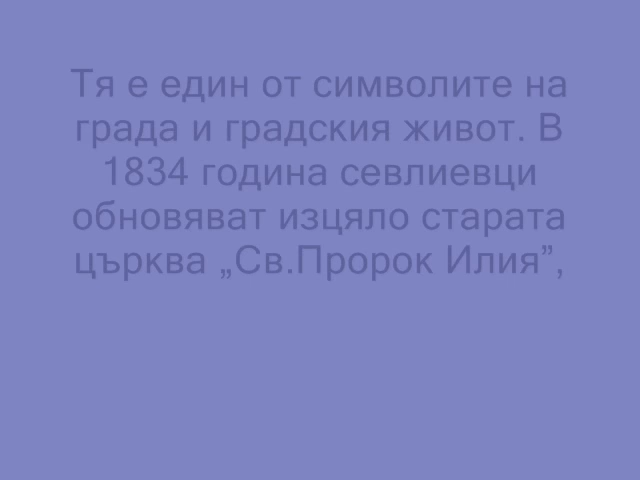 Тя е един от символите на
града и градския живот. В
1834 година севлиевци
обновяват изцяло старата
църква „Св.Пророк Илия”,